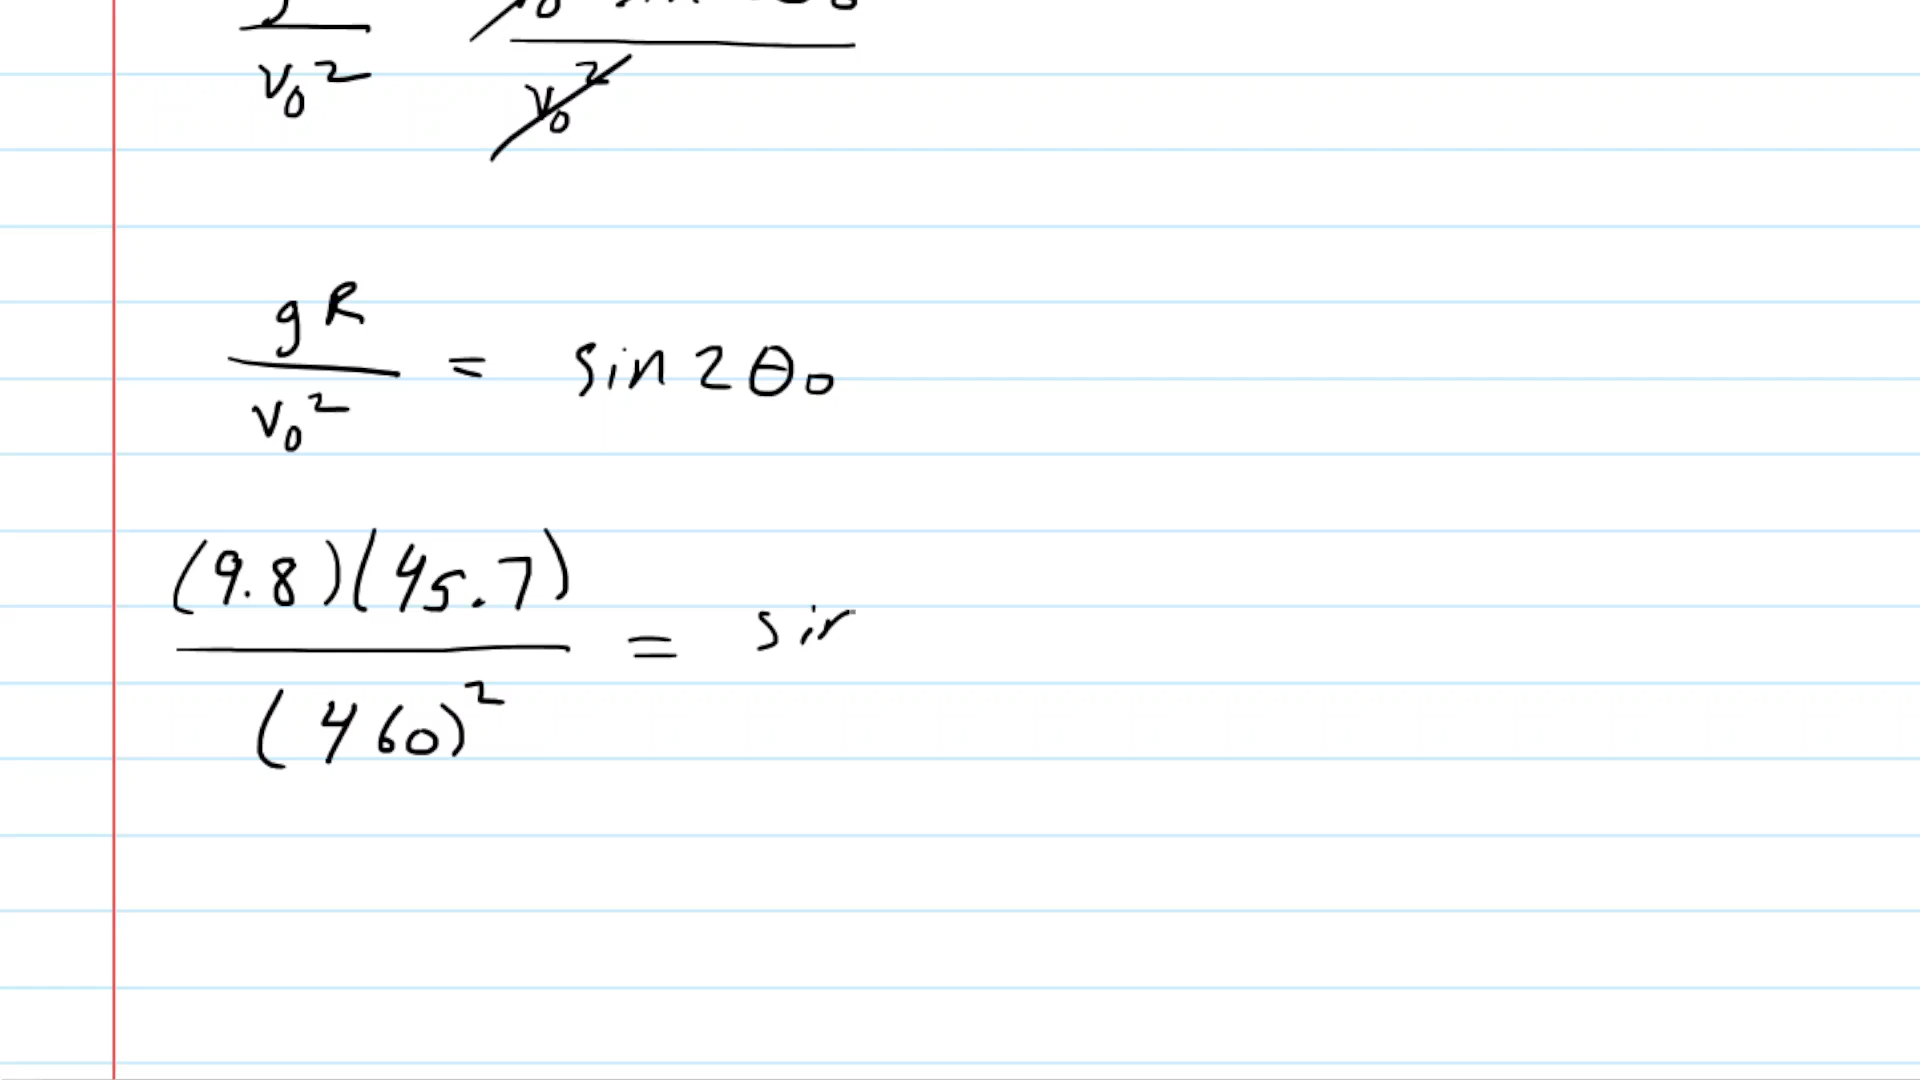 v₀² v₀²
gR / v₀² = sin 2θ₀
(9.8)(45.7) / (460)² = sir